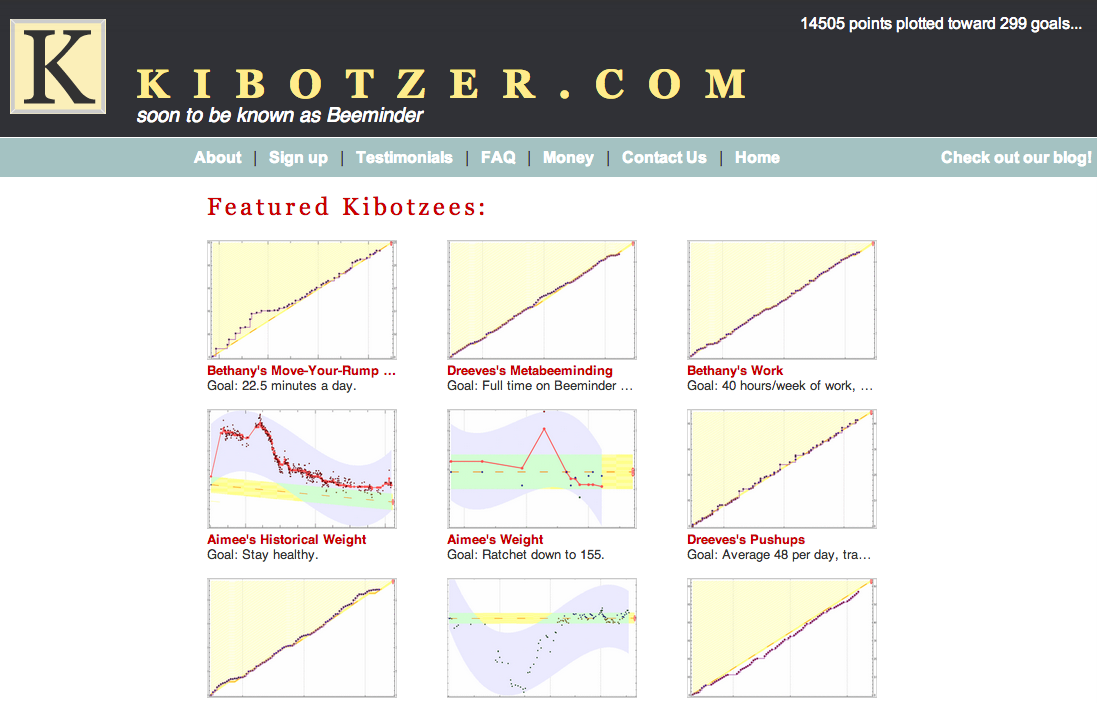 14505 points plotted toward 299 goals...
K
KIBOTZER.COM
soon to be known as Beeminder
About | Sign up | Testimonials | FAQ | Money | Contact Us | Home
Check out our blog!
Featured Kibotzees:
Bethany's Move-Your-Rump ...
Goal: 22.5 minutes a day.
Dreeves's Metabeeminding
Goal: Full time on Beeminder ...
Bethany's Work
Goal: 40 hours/week of work, ...
Aimee's Historical Weight
Goal: Stay healthy.
Aimee's Weight
Goal: Ratchet down to 155.
Dreeves's Pushups
Goal: Average 48 per day, tra...